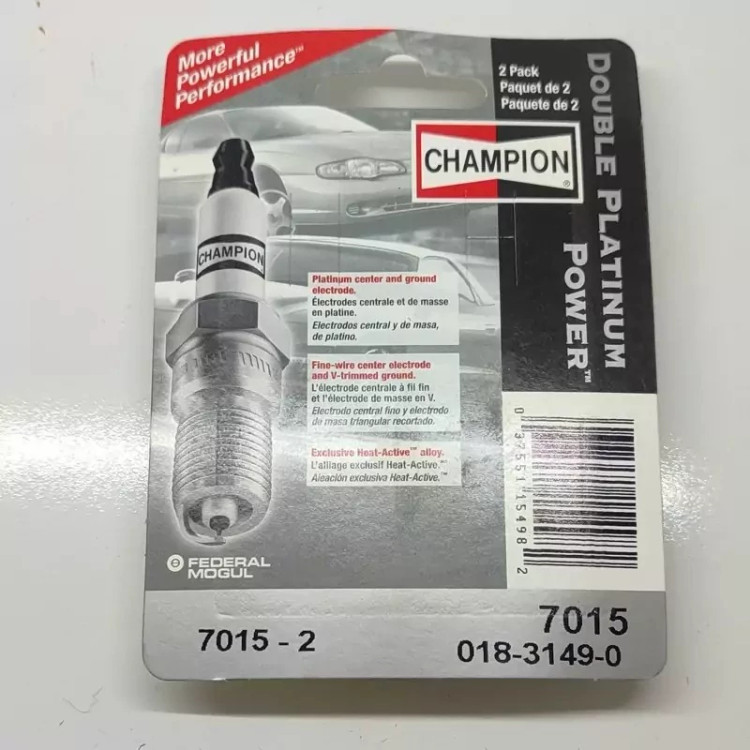 More
Powerful
Performance™
2 Pack
Paquet de 2
Paquete de 2
CHAMPION®
DOUBLE PLATINUM
POWER™
CHAMPION
Platinum center and ground
electrode.
Électrodes centrale et de masse
en platine.
Electrodos central y de masa,
de platino.
Fine-wire center electrode
and V-trimmed ground.
L'électrode centrale à fil fin
et l'électrode de masse en V.
Electrodo central fino y electrodo
de masa triangular recortado.
Exclusive Heat-Active™ alloy.
L'alliage exclusif Heat-Active.™
Aleación exclusiva Heat-Active.™
0 37551 15498 2
FEDERAL
MOGUL
7015 - 2
7015
018-3149-0